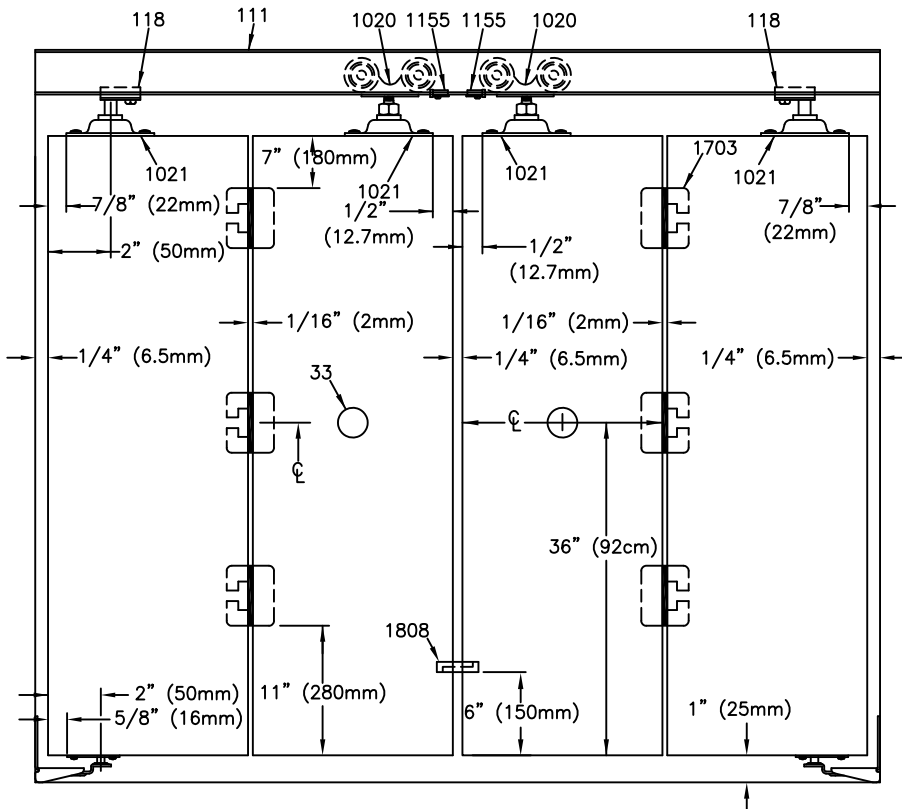 118
111
1020
1155
1155
1020
118
1021
7” (180mm)
1021
1021
1703
1021
7/8” (22mm)
1/2”
(12.7mm)
7/8”
(22mm)
2” (50mm)
1/2”
(12.7mm)
1/16” (2mm)
1/16” (2mm)
1/4” (6.5mm)
1/4” (6.5mm)
1/4” (6.5mm)
33
℄
℄
36” (92cm)
1808
2” (50mm)
11” (280mm)
6” (150mm)
1” (25mm)
5/8” (16mm)